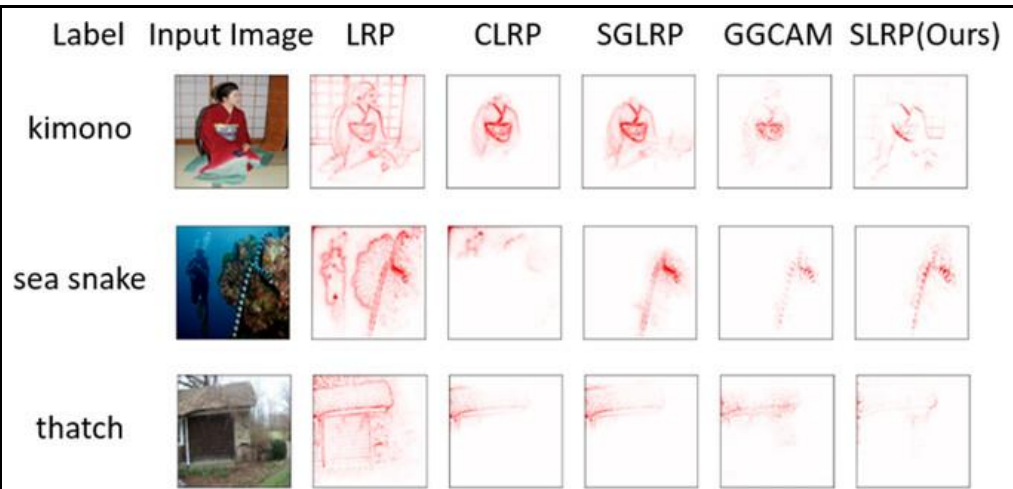 Label Input Image LRP CLRP SGLRP GGCAM SLRP(Ours)
kimono
sea snake
thatch